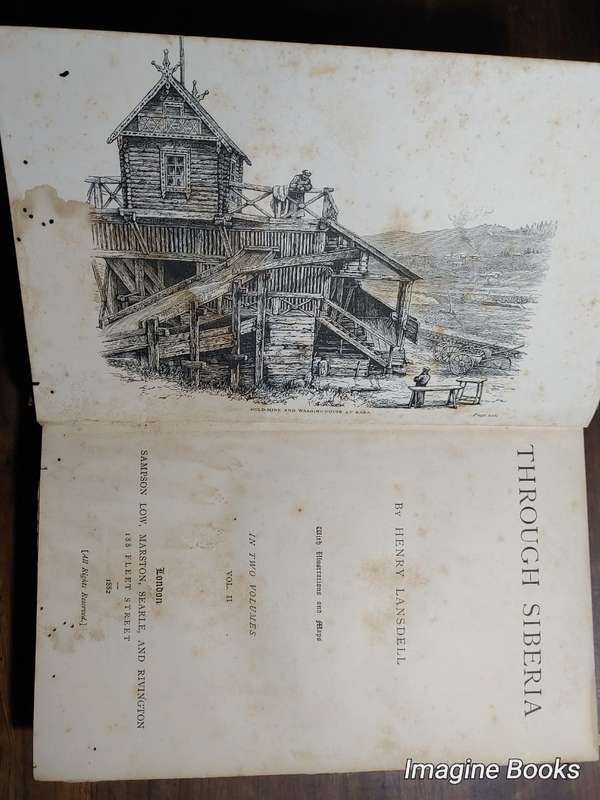 GOLD-MINE AND WASHING-HOUSE AT KARA.
THROUGH SIBERIA
By HENRY LANSDELL
With Illustrations and Maps
IN TWO VOLUMES
VOL. II
London
SAMPSON LOW, MARSTON, SEARLE, AND RIVINGTON
188 FLEET STREET
1882
[All Rights Reserved.]
Imagine Books